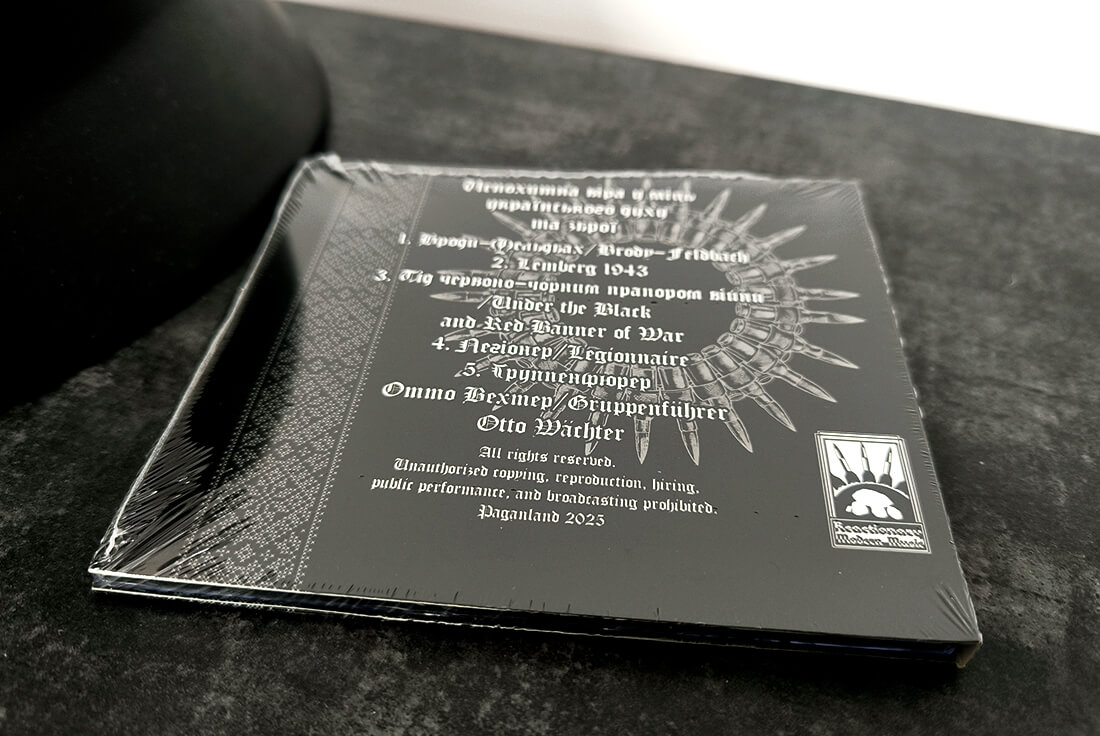 Непохитна віра у міць
українського духу
та зброї
1. Броди-Фельдбах/Brody-Feldbach
2. Lemberg 1943
3. Під червоно-чорним прапором війни
/Under the Black
and Red Banner of War
4. Легіонер/Legionnaire
5. Группенфюрер
Отто Вехтер/Gruppenführer
Otto Wächter
All rights reserved.
Unauthorized copying, reproduction, hiring,
public performance, and broadcasting prohibited.
Paganland 2025
Reactionary
Modern Music